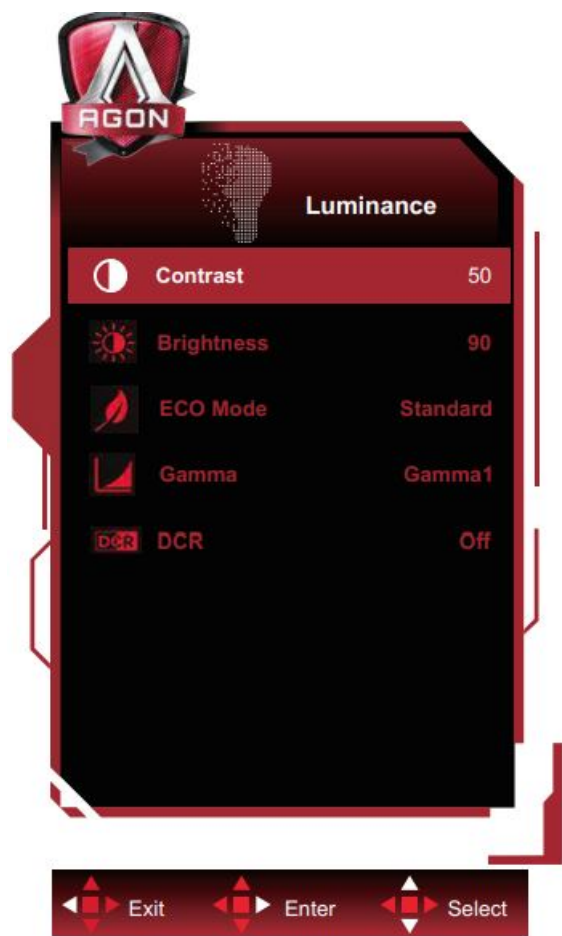 AGON
Luminance
Contrast 50
Brightness 90
ECO Mode Standard
Gamma Gamma1
DCR DCR Off
Exit Enter Select